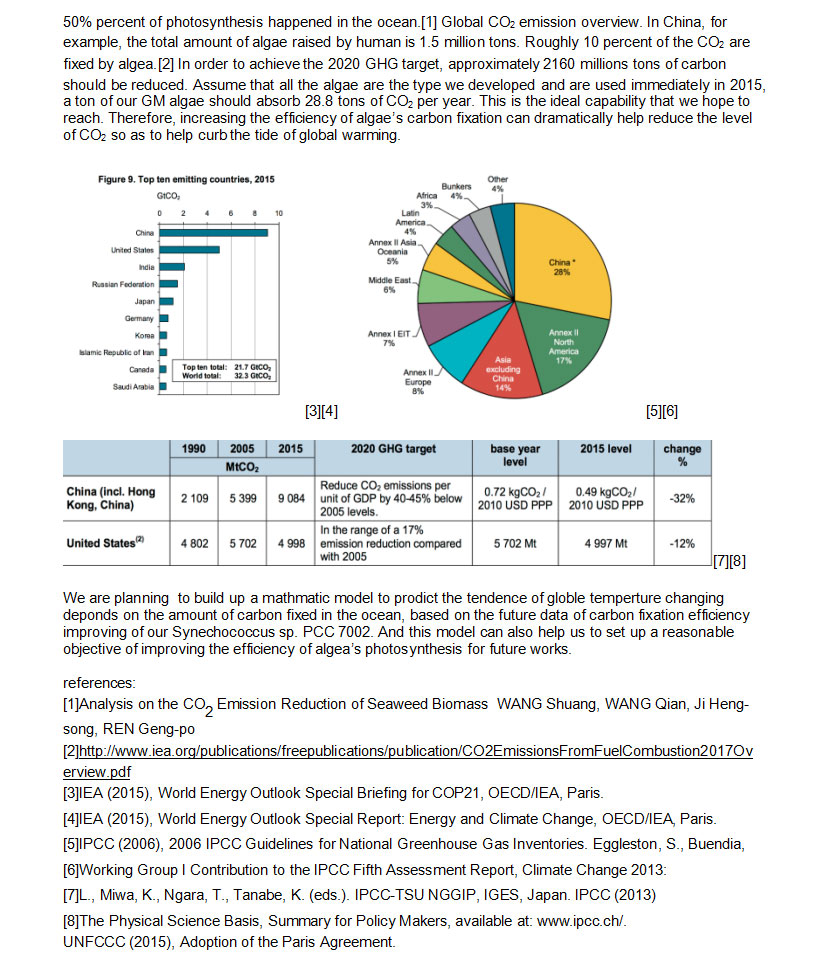 50% percent of photosynthesis happened in the ocean.[1] Global CO₂ emission overview. In China, for
example, the total amount of algae raised by human is 1.5 million tons. Roughly 10 percent of the CO₂ are
fixed by algea.[2] In order to achieve the 2020 GHG target, approximately 2160 millions tons of carbon
should be reduced. Assume that all the algae are the type we developed and are used immediately in 2015,
a ton of our GM algae should absorb 28.8 tons of CO₂ per year. This is the ideal capability that we hope to
reach. Therefore, increasing the efficiency of algae's carbon fixation can dramatically help reduce the level
of CO₂ so as to help curb the tide of global warming.
Figure 9. Top ten emitting countries, 2015
GtCO₂
0 2 4 6 8 10
China
United States
India
Russian Federation
Japan
Germany
Korea
Islamic Republic of Iran
Canada
Saudi Arabia
Top ten total: 21.7 GtCO₂
World total: 32.3 GtCO₂
[3][4]
Other
4%
Bunkers
4%
Africa
3%
Latin
America
4%
Annex II Asia
Oceania
5%
Middle East
6%
Annex I EIT
7%
Annex II
Europe
8%
Asia
excluding
China
14%
Annex II
North
America
17%
China *
28%
[5][6]
1990 2005 2015 2020 GHG target base year level 2015 level change %
MtCO₂
China (incl. Hong Kong, China) 2 109 5 399 9 084 Reduce CO₂ emissions per unit of GDP by 40-45% below 2005 levels. 0.72 kgCO₂ / 2010 USD PPP 0.49 kgCO₂ / 2010 USD PPP -32%
United States⁽²⁾ 4 802 5 702 4 998 In the range of a 17% emission reduction compared with 2005 5 702 Mt 4 997 Mt -12%
[7][8]
We are planning to build up a mathmatic model to prodict the tendence of globle temperture changing
deponds on the amount of carbon fixed in the ocean, based on the future data of carbon fixation efficiency
improving of our Synechococcus sp. PCC 7002. And this model can also help us to set up a reasonable
objective of improving the efficiency of algea's photosynthesis for future works.
references:
[1]Analysis on the CO₂ Emission Reduction of Seaweed Biomass WANG Shuang, WANG Qian, Ji Heng-
song, REN Geng-po
[2]http://www.iea.org/publications/freepublications/publication/CO2EmissionsFromFuelCombustion2017Ov
erview.pdf
[3]IEA (2015), World Energy Outlook Special Briefing for COP21, OECD/IEA, Paris.
[4]IEA (2015), World Energy Outlook Special Report: Energy and Climate Change, OECD/IEA, Paris.
[5]IPCC (2006), 2006 IPCC Guidelines for National Greenhouse Gas Inventories. Eggleston, S., Buendia,
[6]Working Group I Contribution to the IPCC Fifth Assessment Report, Climate Change 2013:
[7]L., Miwa, K., Ngara, T., Tanabe, K. (eds.). IPCC-TSU NGGIP, IGES, Japan. IPCC (2013)
[8]The Physical Science Basis, Summary for Policy Makers, available at: www.ipcc.ch/.
UNFCCC (2015), Adoption of the Paris Agreement.